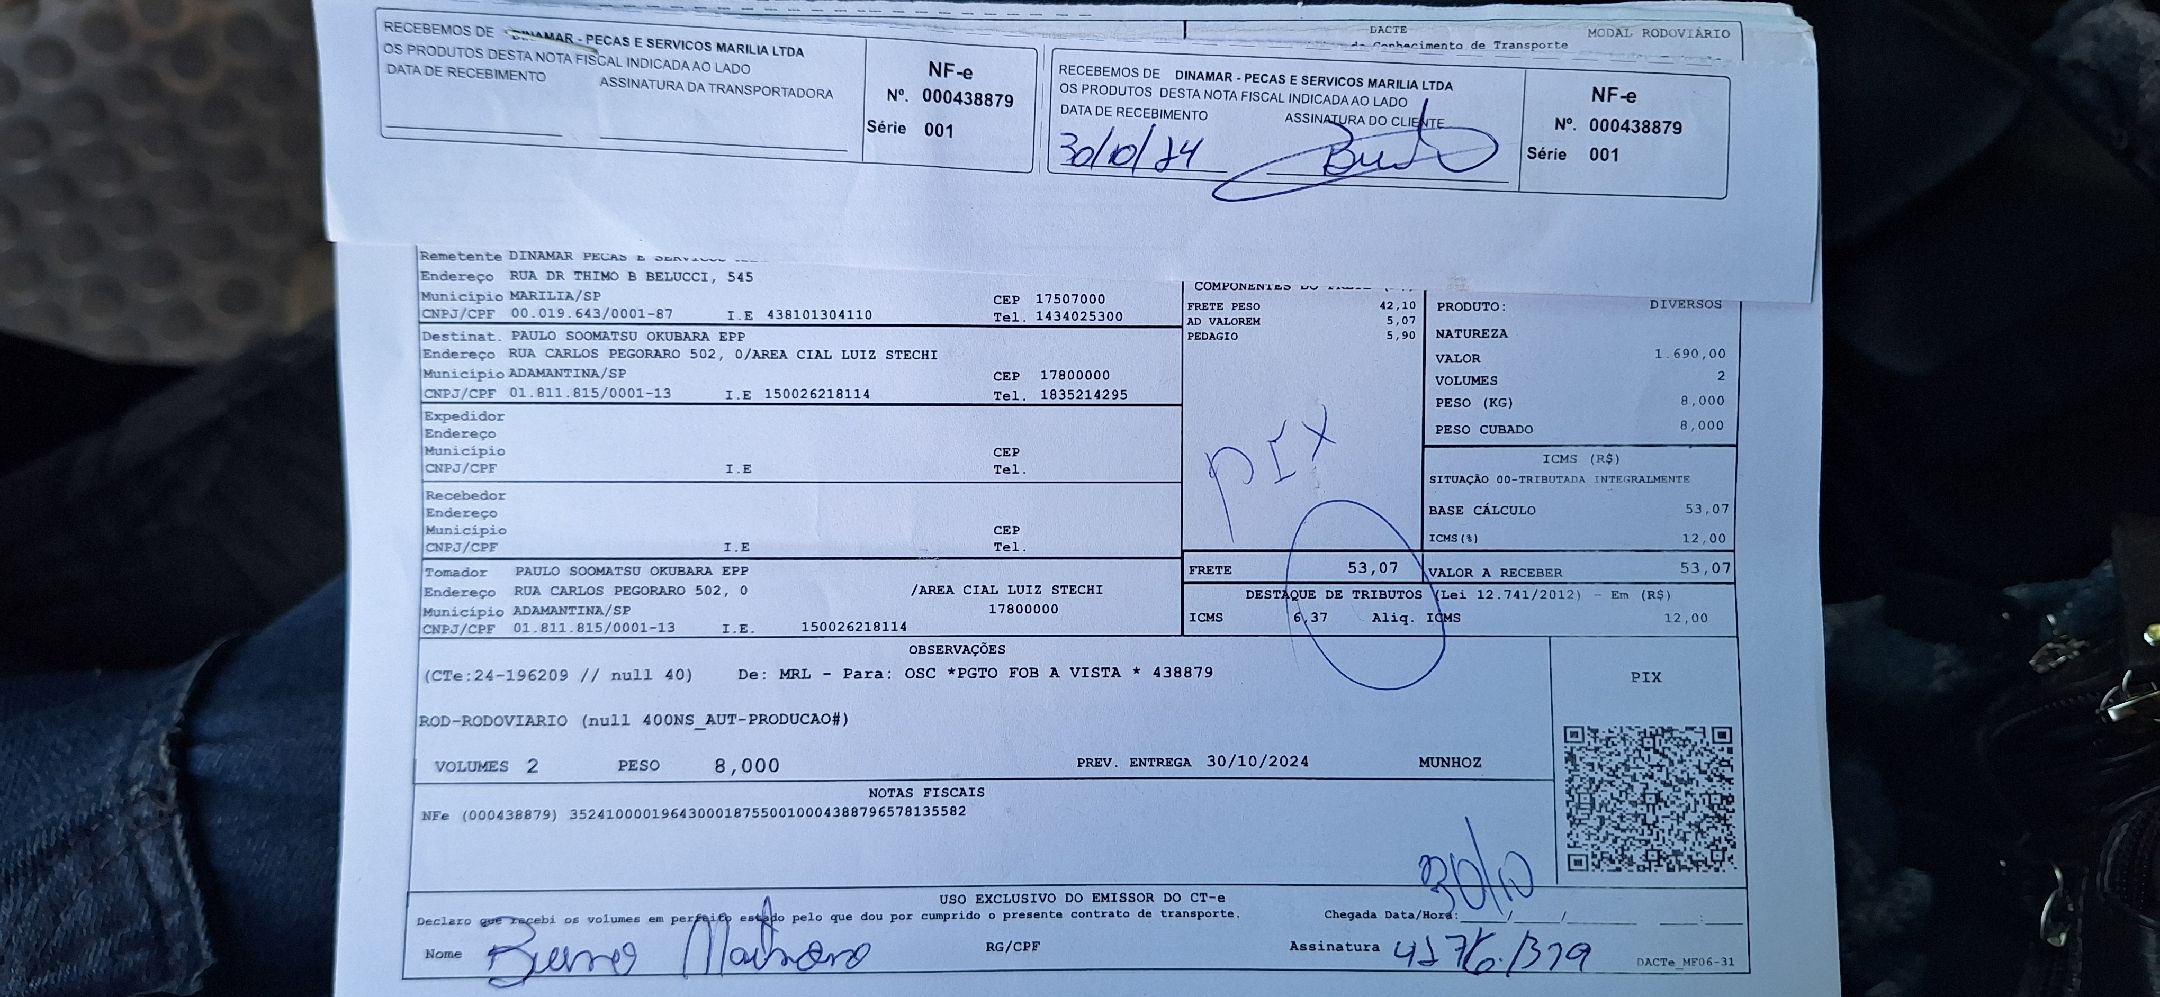 DACTE
MODAL RODOVIÁRIO
Conhecimento de Transporte
RECEBEMOS DE DINAMAR - PECAS E SERVICOS MARILIA LTDA
OS PRODUTOS DESTA NOTA FISCAL INDICADA AO LADO
DATA DE RECEBIMENTO ASSINATURA DA TRANSPORTADORA
NF-e
Nº. 000438879
Série 001
RECEBEMOS DE DINAMAR - PECAS E SERVICOS MARILIA LTDA
OS PRODUTOS DESTA NOTA FISCAL INDICADA AO LADO
DATA DE RECEBIMENTO ASSINATURA DO CLIENTE
30/10/24
NF-e
Nº. 000438879
Série 001
Remetente DINAMAR PECAS E
Endereço RUA DR THIMO B BELUCCI, 545
Município MARILIA/SP CEP 17507000
CNPJ/CPF 00.019.643/0001-87 I.E 438101304110 Tel. 1434025300
Destinat. PAULO SOOMATSU OKUBARA EPP
Endereço RUA CARLOS PEGORARO 502, 0/AREA CIAL LUIZ STECHI
Município ADAMANTINA/SP CEP 17800000
CNPJ/CPF 01.811.815/0001-13 I.E 150026218114 Tel. 1835214295
Expedidor
Endereço
Município CEP
CNPJ/CPF I.E Tel.
Recebedor
Endereço
Município CEP
CNPJ/CPF I.E Tel.
Tomador PAULO SOOMATSU OKUBARA EPP
Endereço RUA CARLOS PEGORARO 502, 0 /AREA CIAL LUIZ STECHI
Município ADAMANTINA/SP 17800000
CNPJ/CPF 01.811.815/0001-13 I.E. 150026218114
COMPONENTES DO
FRETE PESO 42,10
AD VALOREM 5,07
PEDAGIO 5,90
PIX
FRETE 53,07
PRODUTO: DIVERSOS
NATUREZA
VALOR 1.690,00
VOLUMES 2
PESO (KG) 8,000
PESO CUBADO 8,000
ICMS (R$)
SITUAÇÃO 00-TRIBUTADA INTEGRALMENTE
BASE CÁLCULO 53,07
ICMS(%) 12,00
VALOR A RECEBER 53,07
DESTAQUE DE TRIBUTOS (Lei 12.741/2012) - Em (R$)
ICMS 6,37 Aliq. ICMS 12,00
OBSERVAÇÕES
(CTe:24-196209 // null 40) De: MRL - Para: OSC *PGTO FOB A VISTA * 438879
ROD-RODOVIARIO (null 400NS_AUT-PRODUCAO#)
VOLUMES 2 PESO 8,000 PREV. ENTREGA 30/10/2024 MUNHOZ
PIX
NOTAS FISCAIS
NFe (000438879) 35241000019643000187550010004388796578135582
30/10
USO EXCLUSIVO DO EMISSOR DO CT-e
Declaro que recebi os volumes em perfeito estado pelo que dou por cumprido o presente contrato de transporte. Chegada Data/Hora: / / :
Nome RG/CPF Assinatura
DACTe_MF06-31